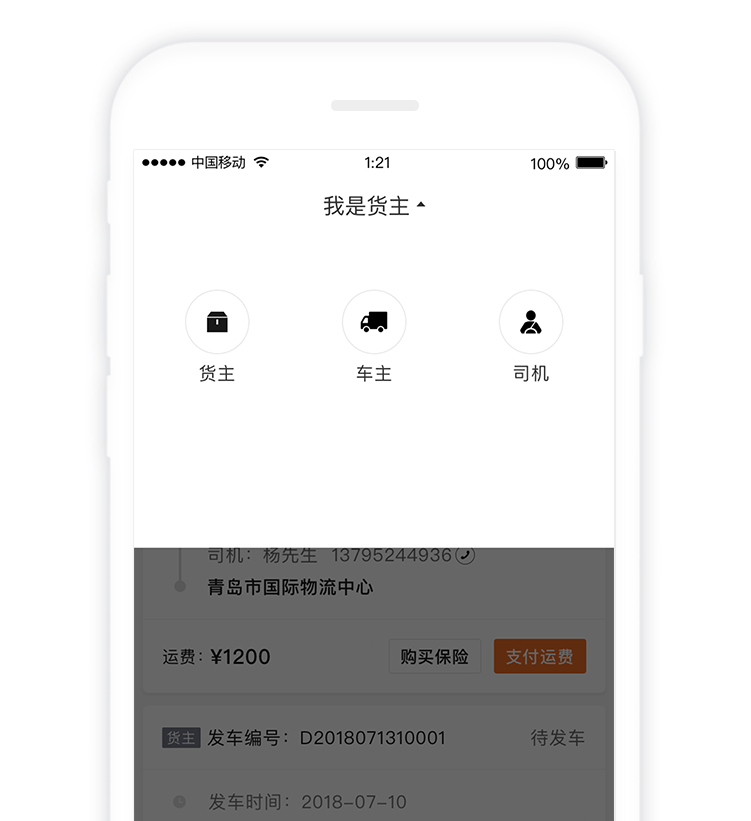 中国移动 1:21 100%
我是货主
货主 车主 司机
司机：杨先生 13795244936
青岛市国际物流中心
运费：¥1200 购买保险 支付运费
货主 发车编号：D2018071310001 待发车
发车时间：2018-07-10